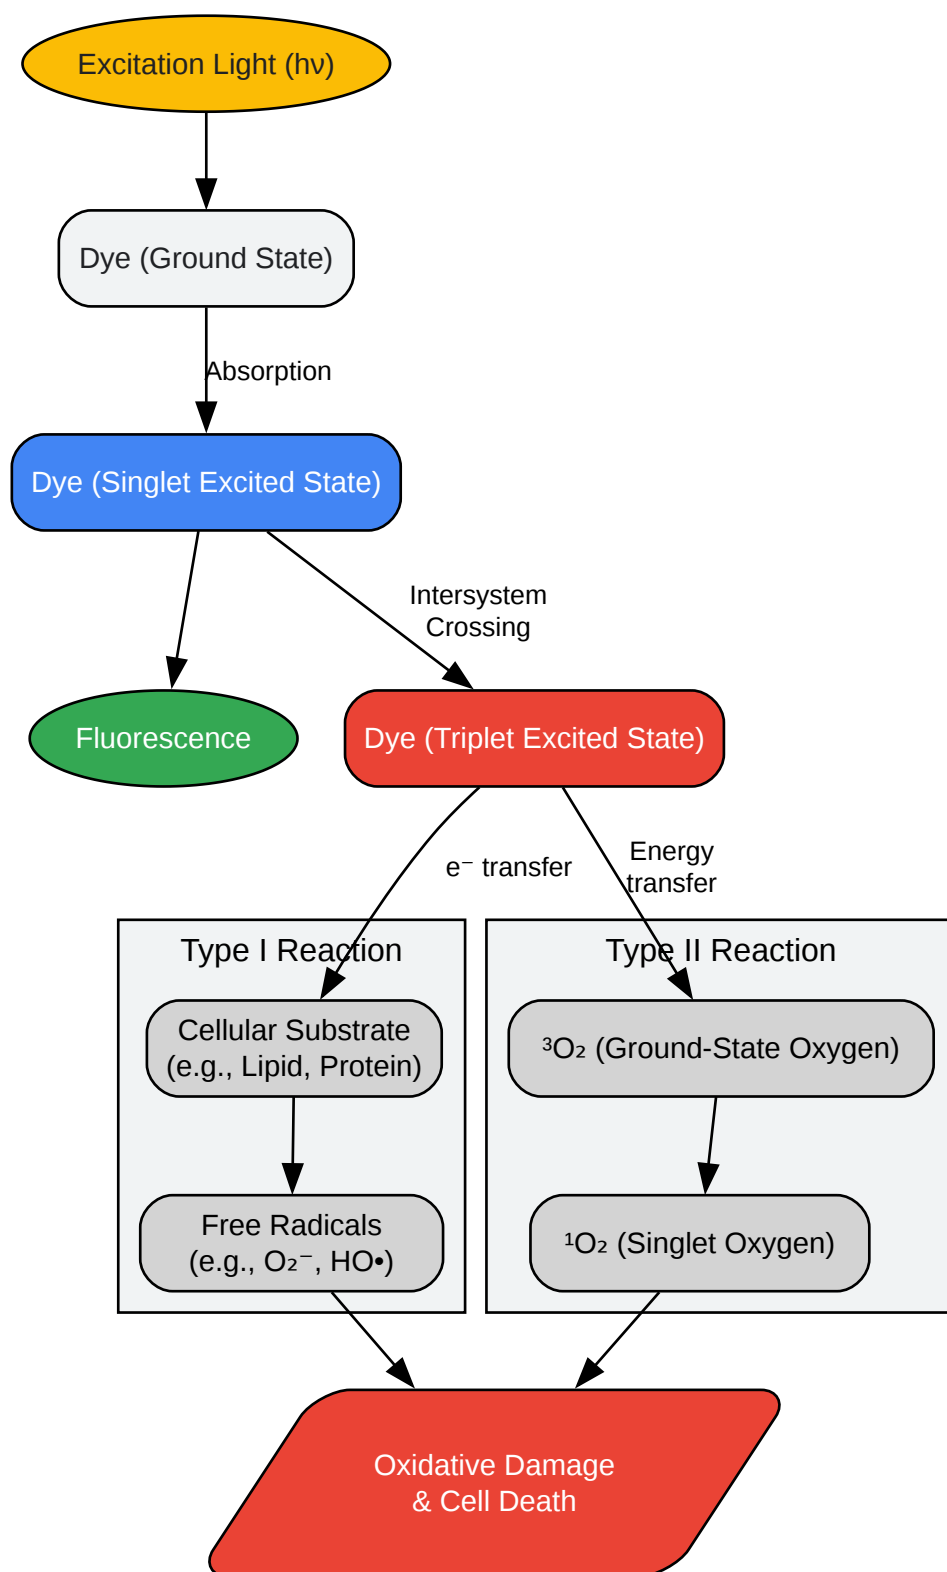 Excitation Light (hν)
Dye (Ground State)
Absorption
Dye (Singlet Excited State)
Intersystem
Crossing
Fluorescence
Dye (Triplet Excited State)
e⁻ transfer
Energy
transfer
Type I Reaction
Type II Reaction
Cellular Substrate
(e.g., Lipid, Protein)
³O₂ (Ground-State Oxygen)
Free Radicals
(e.g., O₂⁻, HO•)
¹O₂ (Singlet Oxygen)
Oxidative Damage
& Cell Death